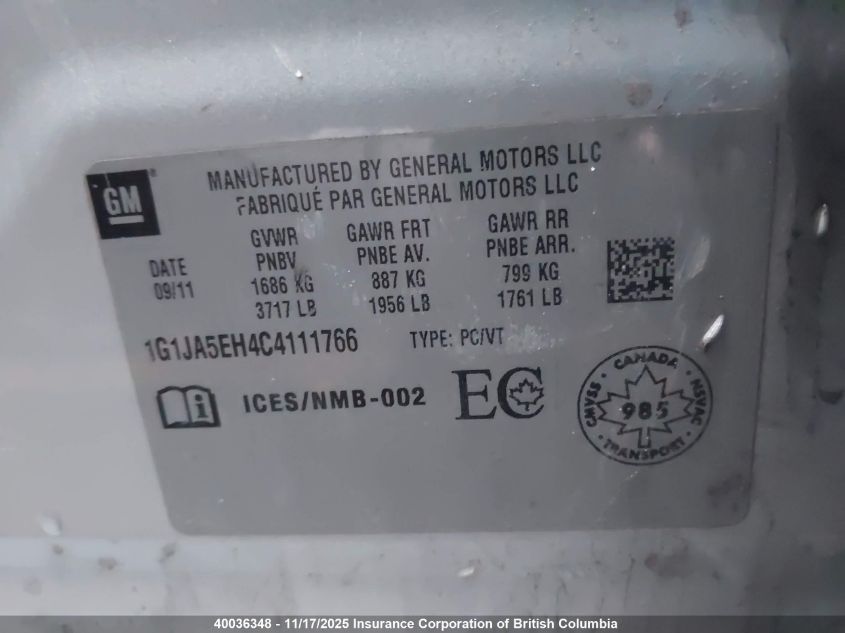 GM
MANUFACTURED BY GENERAL MOTORS LLC
FABRIQUÉ PAR GENERAL MOTORS LLC
DATE
09/11
GVWR
PNBV
1686 KG
3717 LB
GAWR FRT
PNBE AV.
887 KG
1956 LB
GAWR RR
PNBE ARR.
799 KG
1761 LB
1G1JA5EH4C4111766 TYPE: PC/VT
ICES/NMB-002
EC
CANADA
CMVSS
NSVAC
985
TRANSPORT
40036348 - 11/17/2025 Insurance Corporation of British Columbia